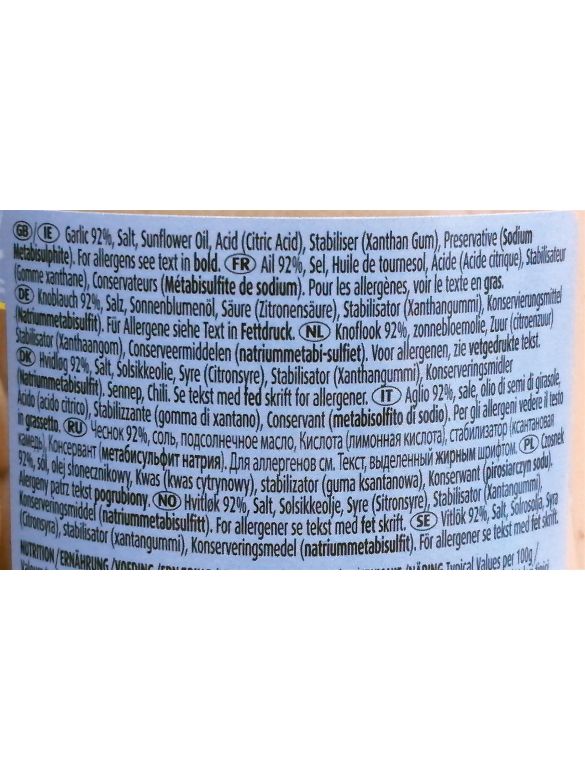 GB IE Garlic 92%, Salt, Sunflower Oil, Acid (Citric Acid), Stabiliser (Xanthan Gum), Preservative (Sodium
Metabisulphite). For allergens see text in bold. FR Ail 92%, Sel, Huile de tournesol, Acide (Acide citrique), Stabilisateur
(Gomme xanthane), Conservateurs (Métabisulfite de sodium). Pour les allergènes, voir le texte en gras.
DE Knoblauch 92%, Salz, Sonnenblumenöl, Säure (Zitronensäure), Stabilisator (Xanthangummi), Konservierungmittel
(Natriummetabisulfit). Für Allergene siehe Text in Fettdruck. NL Knoflook 92%, zonnebloemolie, Zuur (citroenzuur)
Stabilisator (Xanthaangom), Conserveermiddelen (natriummetabi-sulfiet). Voor allergenen, zie vetgedrukte tekst.
DK Hvidløg 92%, Salt, Solsikkeolie, Syre (Citronsyre), Stabilisator (Xanthangummi), Konserveringsmidler
(Natriummetabisulfit). Sennep, Chili. Se tekst med fed skrift for allergener. IT Aglio 92%, sale, olio di semi di girasole,
Acido (acido citrico), Stabilizzante (gomma di xantano), Conservant (metabisolfito di sodio). Per gli allergeni vedere il testo
in grassetto. RU Чеснок 92%, соль, подсолнечное масло, Кислота (лимонная кислота), стабилизатор (ксантановая
камедь), Консервант (метабисульфит натрия). Для аллергенов см. Текст, выделенный жирным шрифтом. PL Czosnek
92%, sól, olej słonecznikowy, Kwas (kwas cytrynowy), stabilizator (guma ksantanowa), Konserwant (pirosiarczyn sodu).
Alergeny patrz tekst pogrubiony. NO Hvitløk 92%, Salt, Solsikkeolje, Syre (Sitronsyre), Stabilisator (Xantangummi),
Konserveringsmiddel (natriummetabisulfitt). For allergener se tekst med fet skrift. SE Vitlök 92%, Salt, Solrosolja, Syra
(Citronsyra), stabilisator (xantangummi), Konserveringsmedel (natriummetabisulfit). För allergener se tekst med fet skrift.
NUTRITION / ERNÄHRUNG / VOEDING / NÄRING Typical Values per 100g /